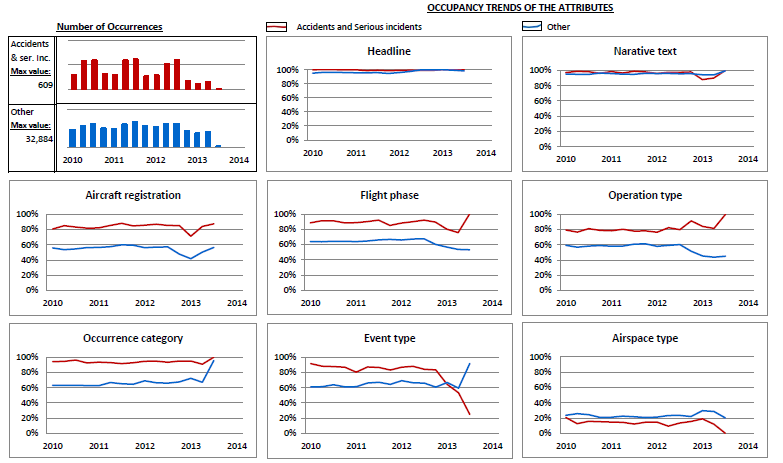 OCCUPANCY TRENDS OF THE ATTRIBUTES
Number of Occurrences
Accidents and Serious incidents
Other
Accidents
& ser. Inc.
Max value:
609
Other
Max value:
32,884
2010 2011 2012 2013 2014
Headline
100%
80%
60%
40%
20%
0%
2010 2011 2012 2013 2014
Narative text
100%
80%
60%
40%
20%
0%
2010 2011 2012 2013 2014
Aircraft registration
100%
80%
60%
40%
20%
0%
2010 2011 2012 2013 2014
Flight phase
100%
80%
60%
40%
20%
0%
2010 2011 2012 2013 2014
Operation type
100%
80%
60%
40%
20%
0%
2010 2011 2012 2013 2014
Occurrence category
100%
80%
60%
40%
20%
0%
2010 2011 2012 2013 2014
Event type
100%
80%
60%
40%
20%
0%
2010 2011 2012 2013 2014
Airspace type
100%
80%
60%
40%
20%
0%
2010 2011 2012 2013 2014